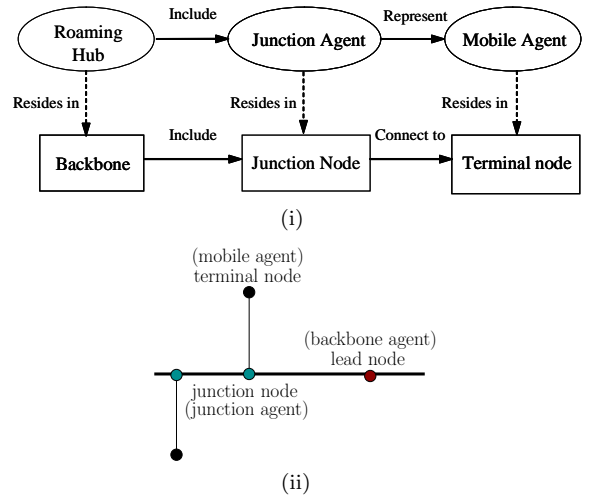 Include
Represent
Roaming
Hub
Junction Agent
Mobile Agent
Resides in
Resides in
Resides in
Include
Connect to
Backbone
Junction Node
Terminal node
(i)
(mobile agent)
terminal node
(backbone agent)
lead node
junction node
(junction agent)
(ii)